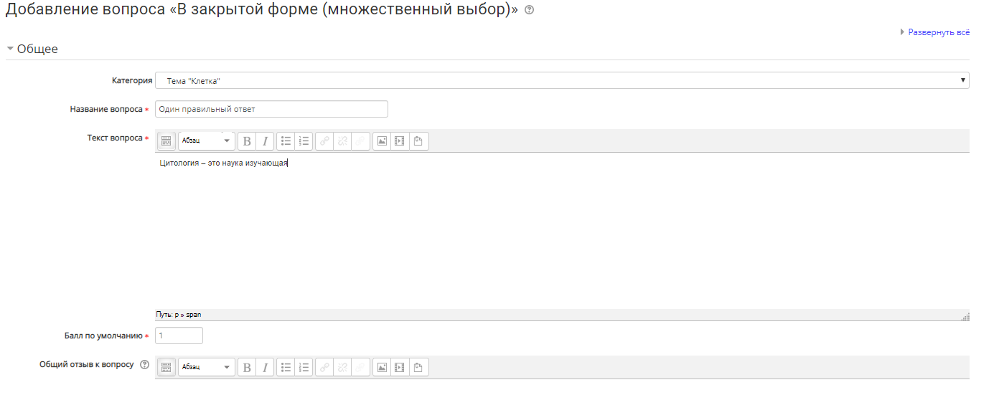 Добавление вопроса «В закрытой форме (множественный выбор)»
Развернуть всё
Общее
Категория Тема "Клетка"
Название вопроса * Один правильный ответ
Текст вопроса * Абзац B I
Цитология – это наука изучающая
Путь: p » span
Балл по умолчанию * 1
Общий отзыв к вопросу Абзац B I